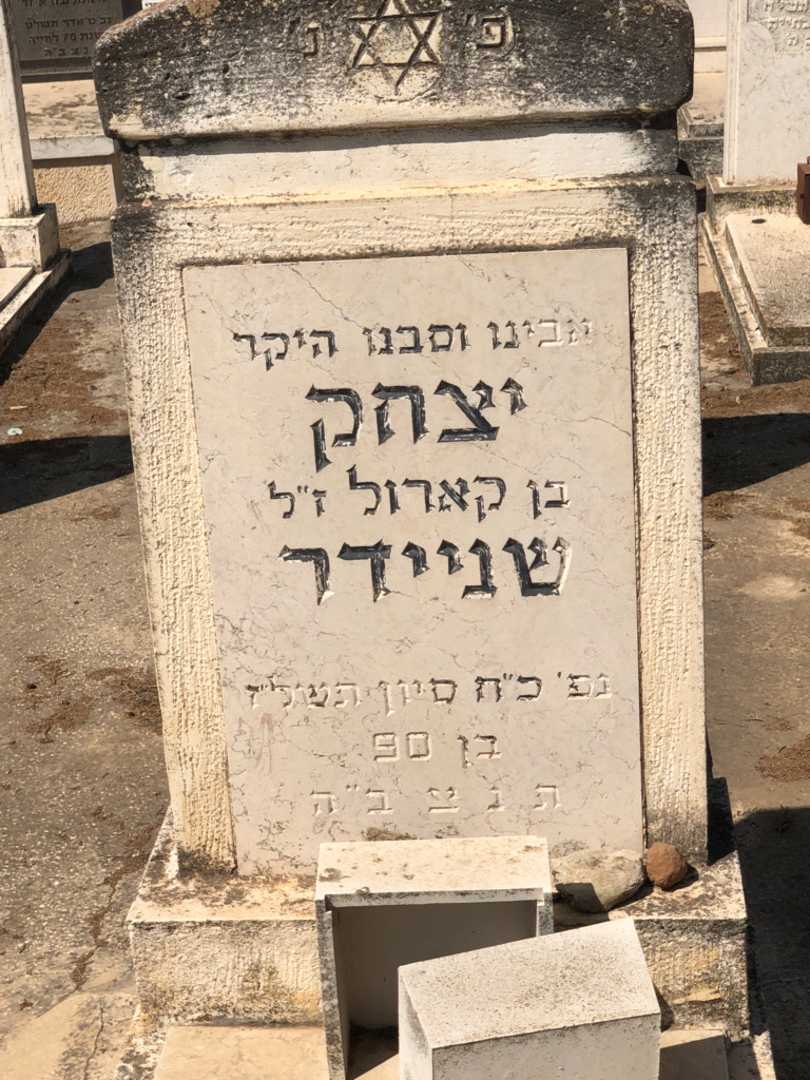 פ' נ'
אבינו וסבנו היקר
יצחק
בן קארול ז"ל
שניידר
נפ' כ"ח סיון תשל"ז
בן 90
ת נ צ ב"ה